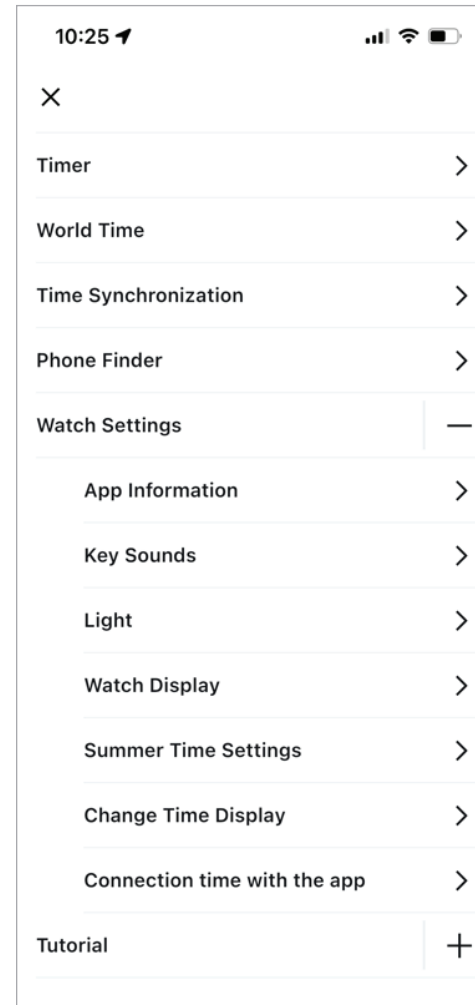 10:25
Timer
World Time
Time Synchronization
Phone Finder
Watch Settings
App Information
Key Sounds
Light
Watch Display
Summer Time Settings
Change Time Display
Connection time with the app
Tutorial